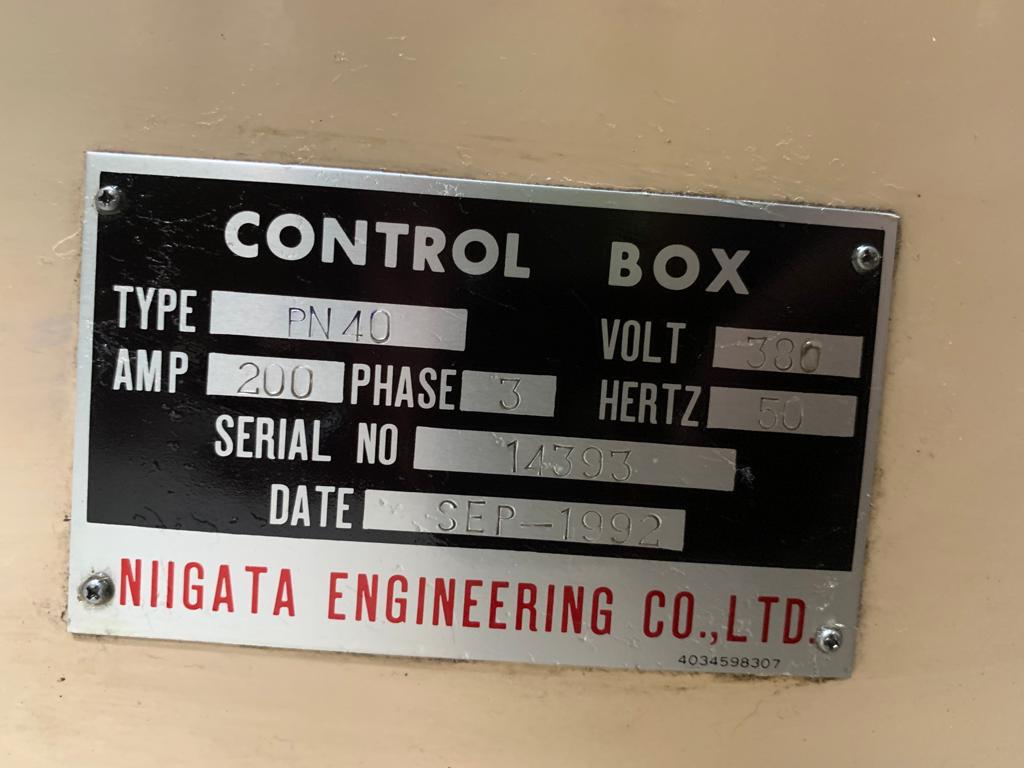 CONTROL BOX
TYPE PN40 VOLT 380
AMP 200 PHASE 3 HERTZ 50
SERIAL NO 14393
DATE SEP-1992
NIIGATA ENGINEERING CO.,LTD.
4034598307